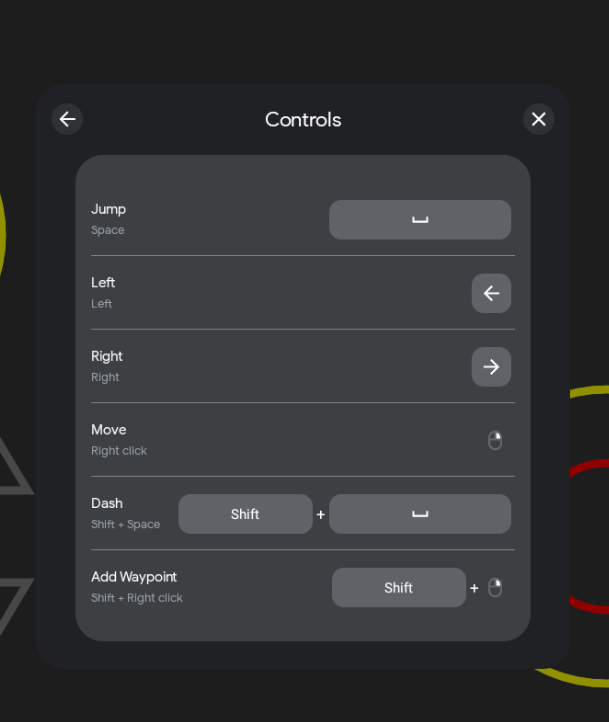 Controls
Jump
Space
Left
Left
Right
Right
Move
Right click
Dash
Shift + Space
Shift +
Add Waypoint
Shift + Right click
Shift +